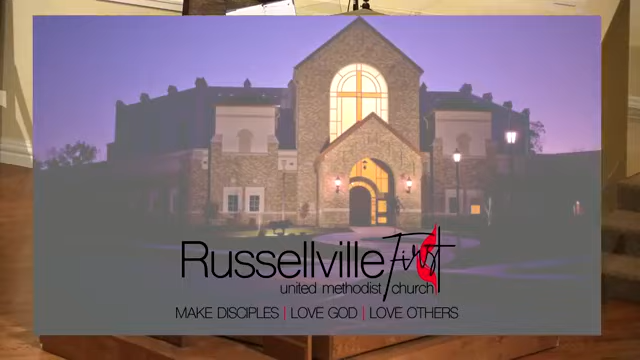 Russellville First
united methodist church
MAKE DISCIPLES | LOVE GOD | LOVE OTHERS